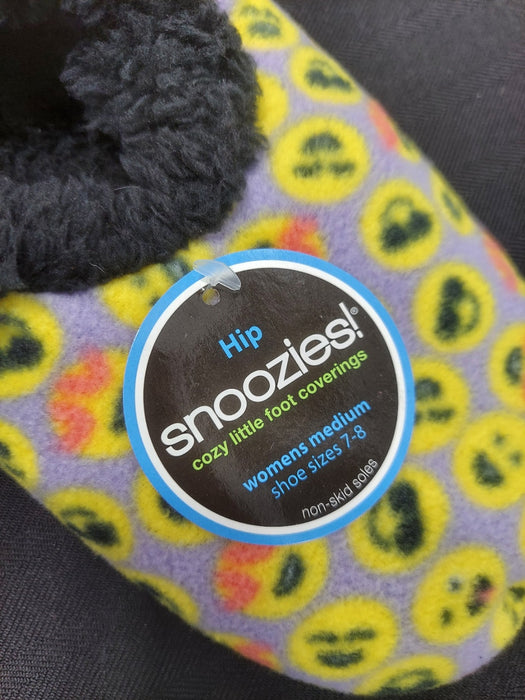 Hip
snoozies!®
cozy little foot coverings
womens medium
shoe sizes 7-8
non-skid soles